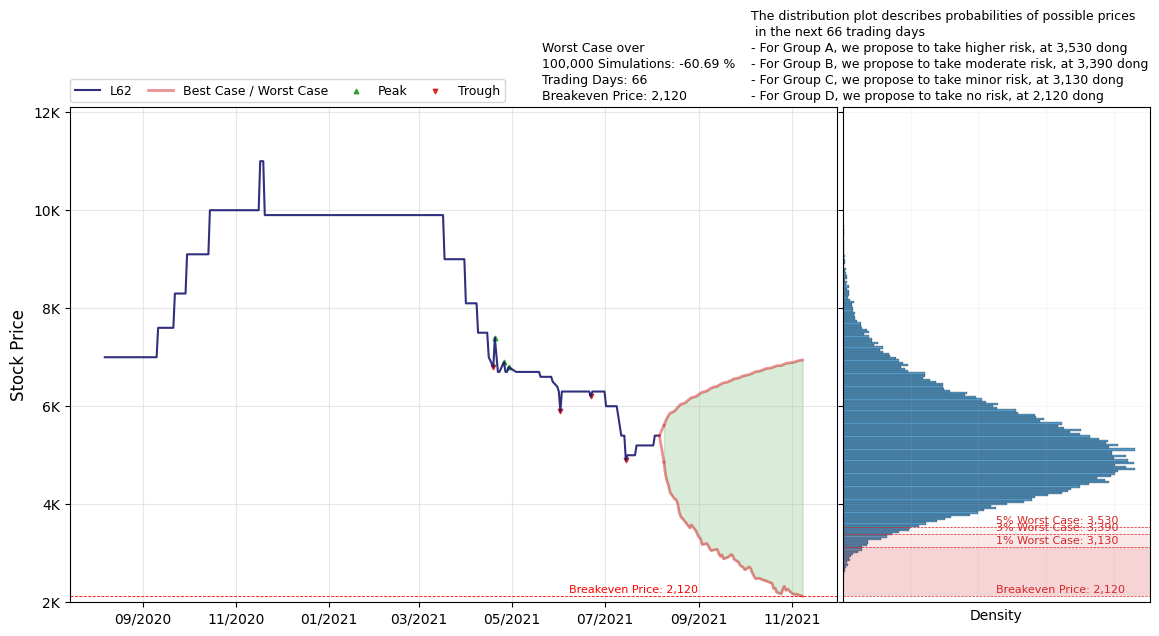 The distribution plot describes probabilities of possible prices
in the next 66 trading days
- For Group A, we propose to take higher risk, at 3,530 dong
- For Group B, we propose to take moderate risk, at 3,390 dong
- For Group C, we propose to take minor risk, at 3,130 dong
- For Group D, we propose to take no risk, at 2,120 dong
Worst Case over
100,000 Simulations: -60.69 %
Trading Days: 66
Breakeven Price: 2,120
L62 Best Case / Worst Case Peak Trough
12K
10K
8K
6K
4K
2K
Stock Price
Breakeven Price: 2,120
09/2020 11/2020 01/2021 03/2021 05/2021 07/2021 09/2021 11/2021
5% Worst Case: 3,530
3% Worst Case: 3,390
1% Worst Case: 3,130
Breakeven Price: 2,120
Density